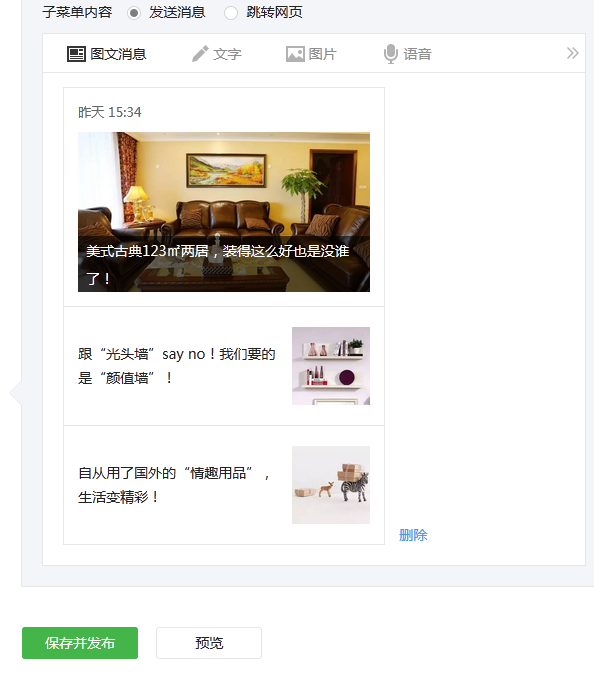 子菜单内容 发送消息 跳转网页
图文消息 文字 图片 语音
昨天 15:34
美式古典123㎡两居，装得这么好也是没谁
了！
跟“光头墙”say no！我们要的
是“颜值墙”！
自从用了国外的“情趣用品”，
生活变精彩！
删除
保存并发布 预览